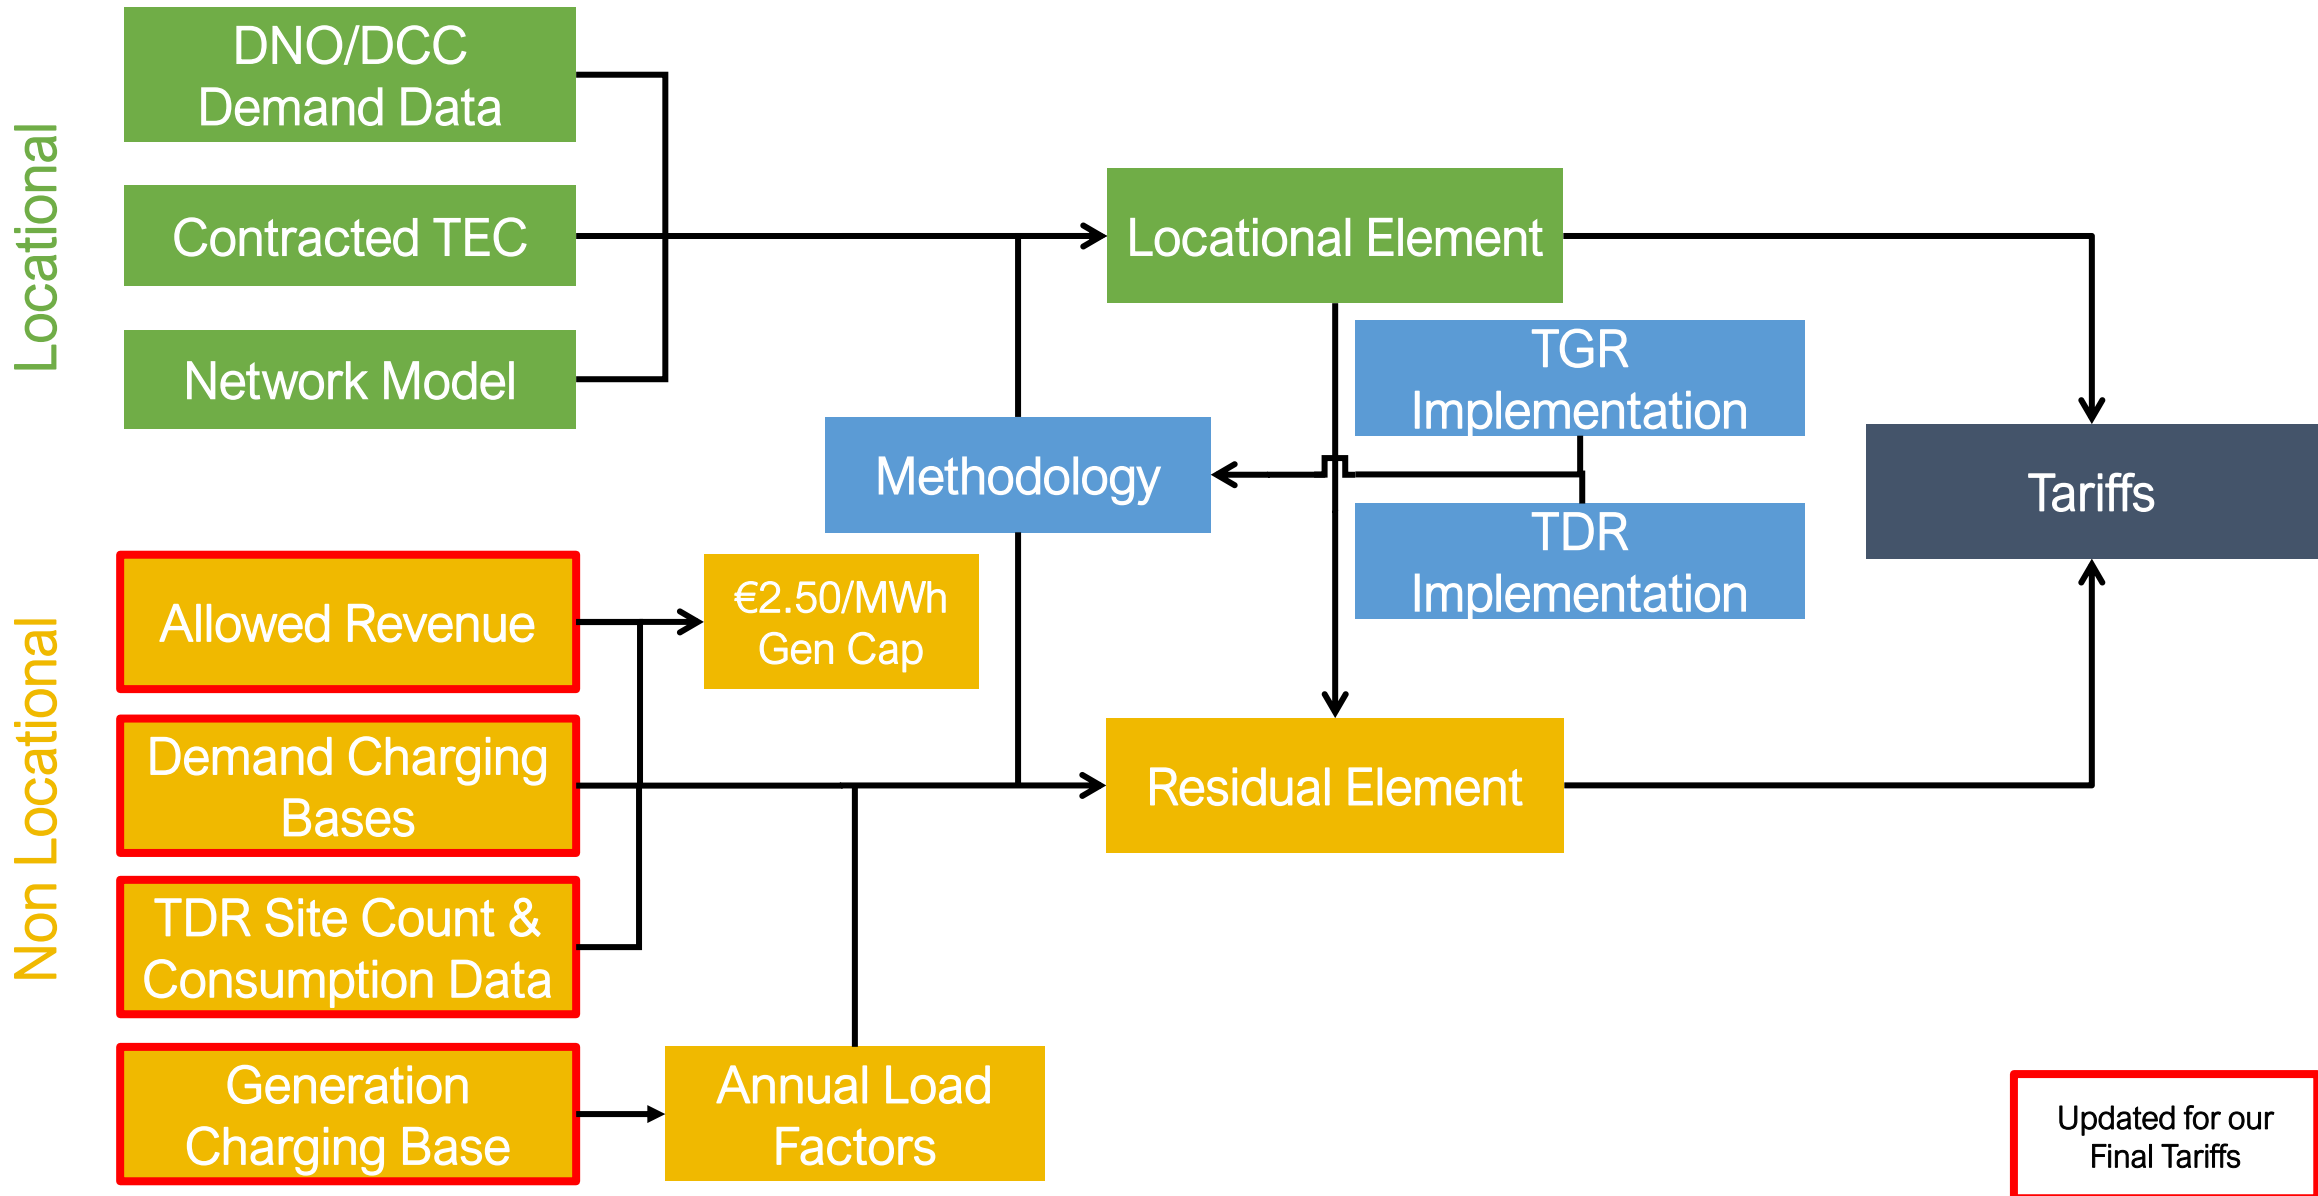 Locational
DNO/DCC
Demand Data
Contracted TEC
Network Model
Locational Element
TGR
Implementation
Methodology
TDR
Implementation
Tariffs
Non Locational
Allowed Revenue
€2.50/MWh
Gen Cap
Demand Charging
Bases
Residual Element
TDR Site Count &
Consumption Data
Generation
Charging Base
Annual Load
Factors
Updated for our
Final Tariffs